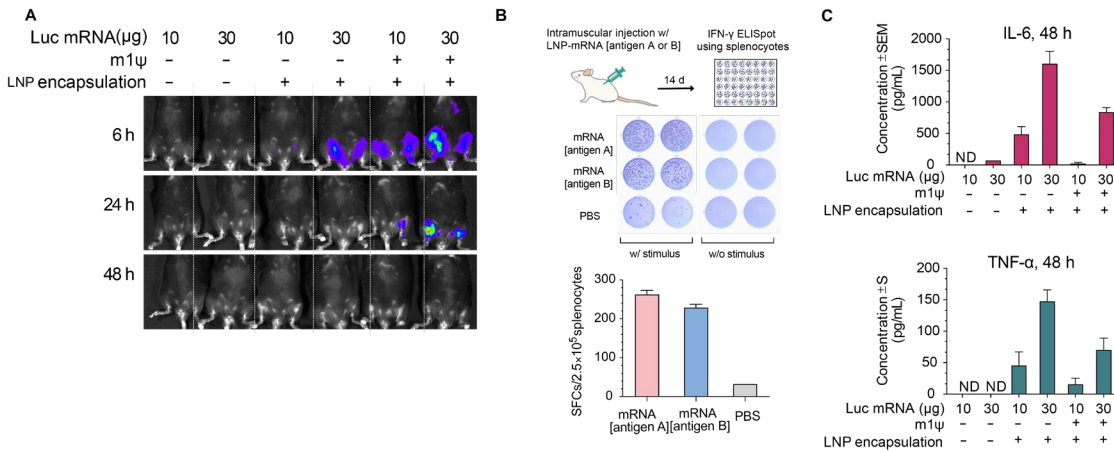 A
Luc mRNA(μg) 10 30 10 30 10 30
m1ψ + +
LNP encapsulation − − + + + +
6 h
24 h
48 h
B
Intramuscular injection w/
LNP-mRNA [antigen A or B]
IFN-γ ELISpot
using splenocytes
14 d
mRNA
[antigen A]
mRNA
[antigen B]
PBS
w/ stimulus
w/o stimulus
SFCs/2.5×10⁵splenocytes
300
200
100
0
mRNA
[antigen A]
mRNA
[antigen B]
PBS
C
IL-6, 48 h
Concentration ±SEM
(pg/mL)
2000
1500
1000
500
0
ND
Luc mRNA (μg) 10 30 10 30 10 30
m1ψ − − + +
LNP encapsulation − − + + + +
TNF-α, 48 h
Concentration ±S
(pg/mL)
200
150
100
50
0
ND ND
Luc mRNA (μg) 10 30 10 30 10 30
m1ψ − − + +
LNP encapsulation − − + + + +